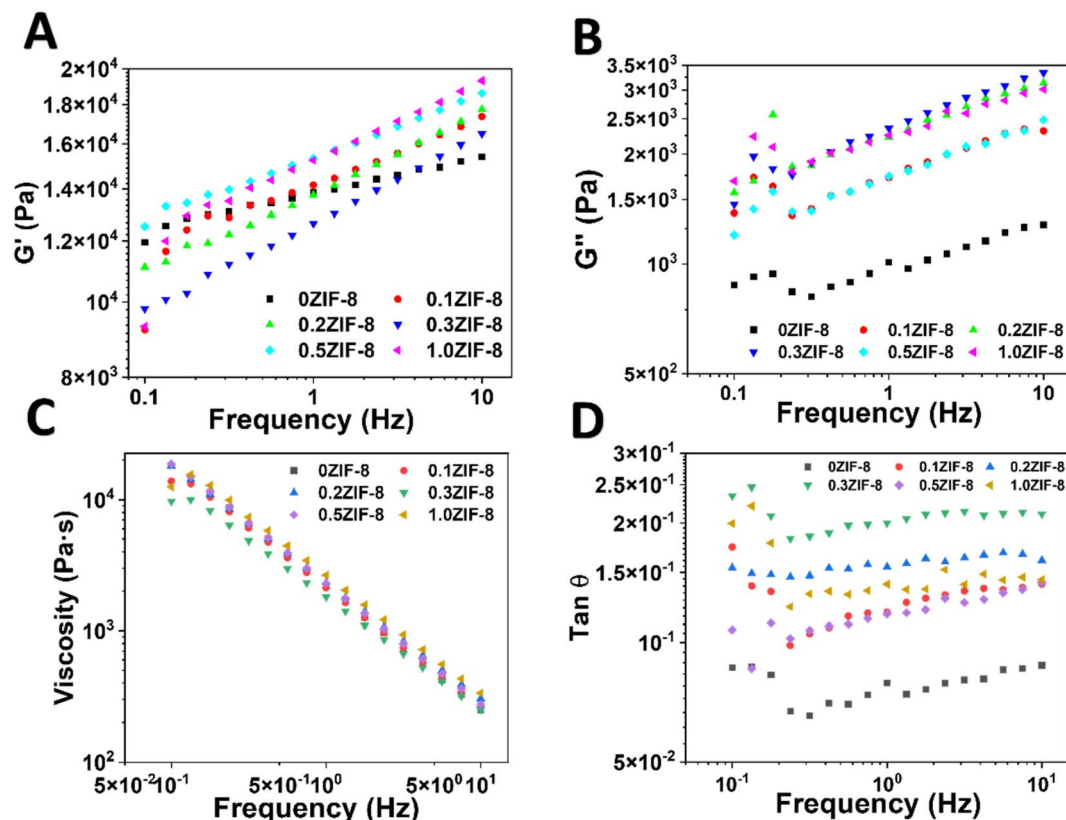 A
2×10⁴
1.8×10⁴
1.6×10⁴
1.4×10⁴
1.2×10⁴
10⁴
8×10³
G' (Pa)
0ZIF-8 0.1ZIF-8
0.2ZIF-8 0.3ZIF-8
0.5ZIF-8 1.0ZIF-8
0.1 1 10
Frequency (Hz)
B
3.5×10³
2.5×10³
2×10³
1.5×10³
10³
5×10²
G'' (Pa)
0ZIF-8 0.1ZIF-8 0.2ZIF-8
0.3ZIF-8 0.5ZIF-8 1.0ZIF-8
0.1 1 10
Frequency (Hz)
C
10⁴
10³
10²
Viscosity (Pa·s)
0ZIF-8 0.1ZIF-8
0.2ZIF-8 0.3ZIF-8
0.5ZIF-8 1.0ZIF-8
5×10⁻²10⁻¹ 5×10⁻¹10⁰ 5×10⁰10¹
Frequency (Hz)
D
3×10⁻¹
2.5×10⁻¹
2×10⁻¹
1.5×10⁻¹
10⁻¹
5×10⁻²
Tan θ
0ZIF-8 0.1ZIF-8 0.2ZIF-8
0.3ZIF-8 0.5ZIF-8 1.0ZIF-8
10⁻¹ 10⁰ 10¹
Frequency (Hz)